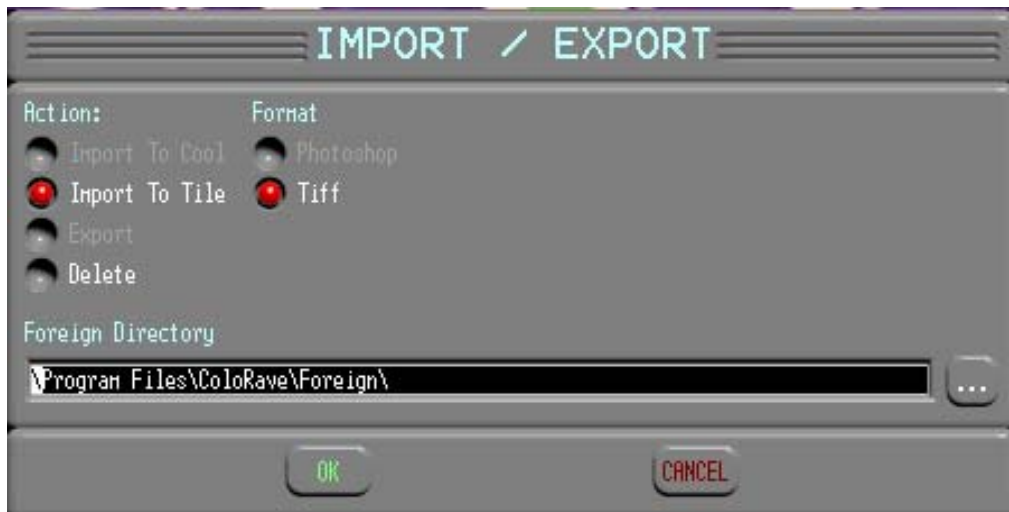 IMPORT / EXPORT
Action: Format
Import To Cool Photoshop
Import To Tile Tiff
Export
Delete
Foreign Directory
\Program Files\ColoRave\Foreign\
...
OK CANCEL